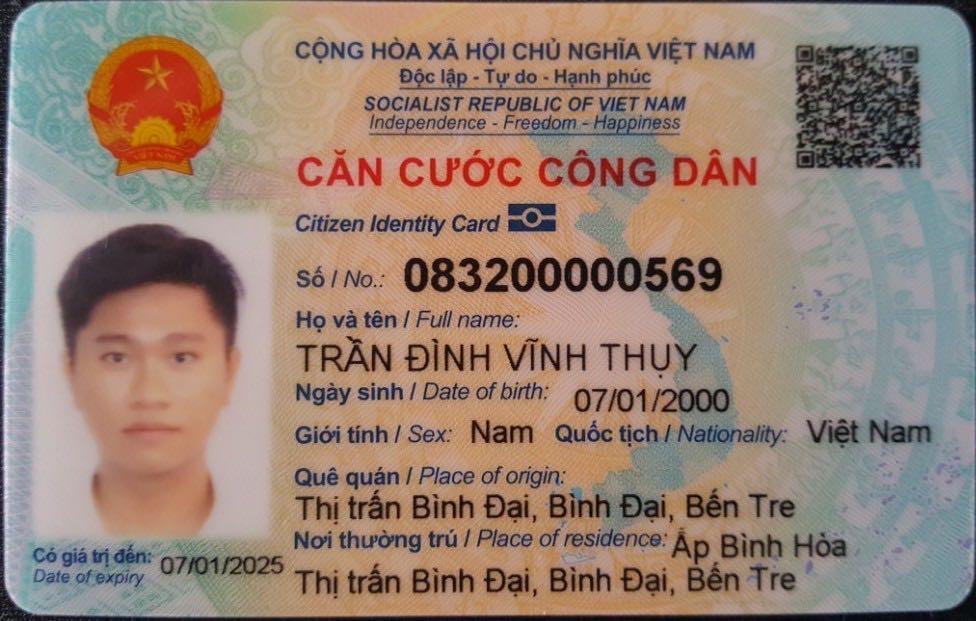 CỘNG HÒA XÃ HỘI CHỦ NGHĨA VIỆT NAM
Độc lập - Tự do - Hạnh phúc
SOCIALIST REPUBLIC OF VIET NAM
Independence - Freedom - Happiness
CĂN CƯỚC CÔNG DÂN
Citizen Identity Card
Số / No.: 083200000569
Họ và tên / Full name:
TRẦN ĐÌNH VĨNH THỤY
Ngày sinh / Date of birth: 07/01/2000
Giới tính / Sex: Nam Quốc tịch / Nationality: Việt Nam
Quê quán / Place of origin:
Thị trấn Bình Đại, Bình Đại, Bến Tre
Nơi thường trú / Place of residence: Ấp Bình Hòa
Thị trấn Bình Đại, Bình Đại, Bến Tre
Có giá trị đến: 07/01/2025
Date of expiry